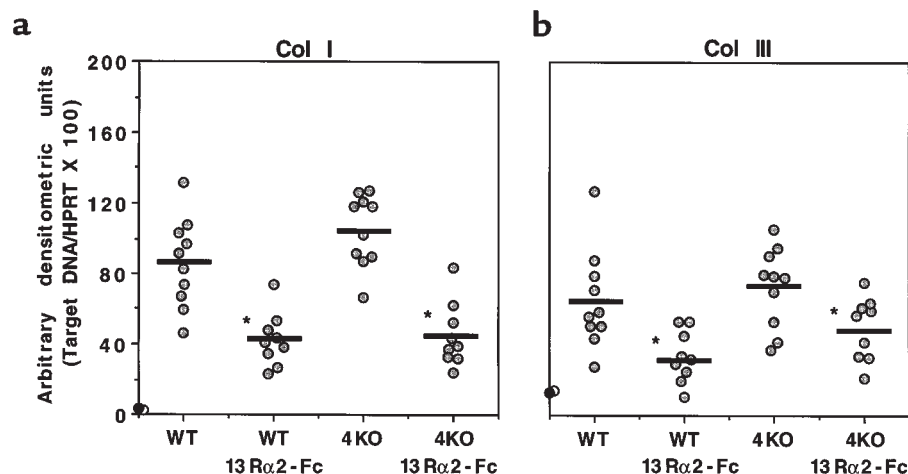 a
b
Col I
Col III
Arbitrary densitometric units
(Target DNA/HPRT X 100)
200
160
120
80
40
0
*
*
*
*
WT
WT
13 Rα2-Fc
4KO
4KO
13 Rα2-Fc
WT
WT
13 Rα2-Fc
4KO
4KO
13 Rα2-Fc